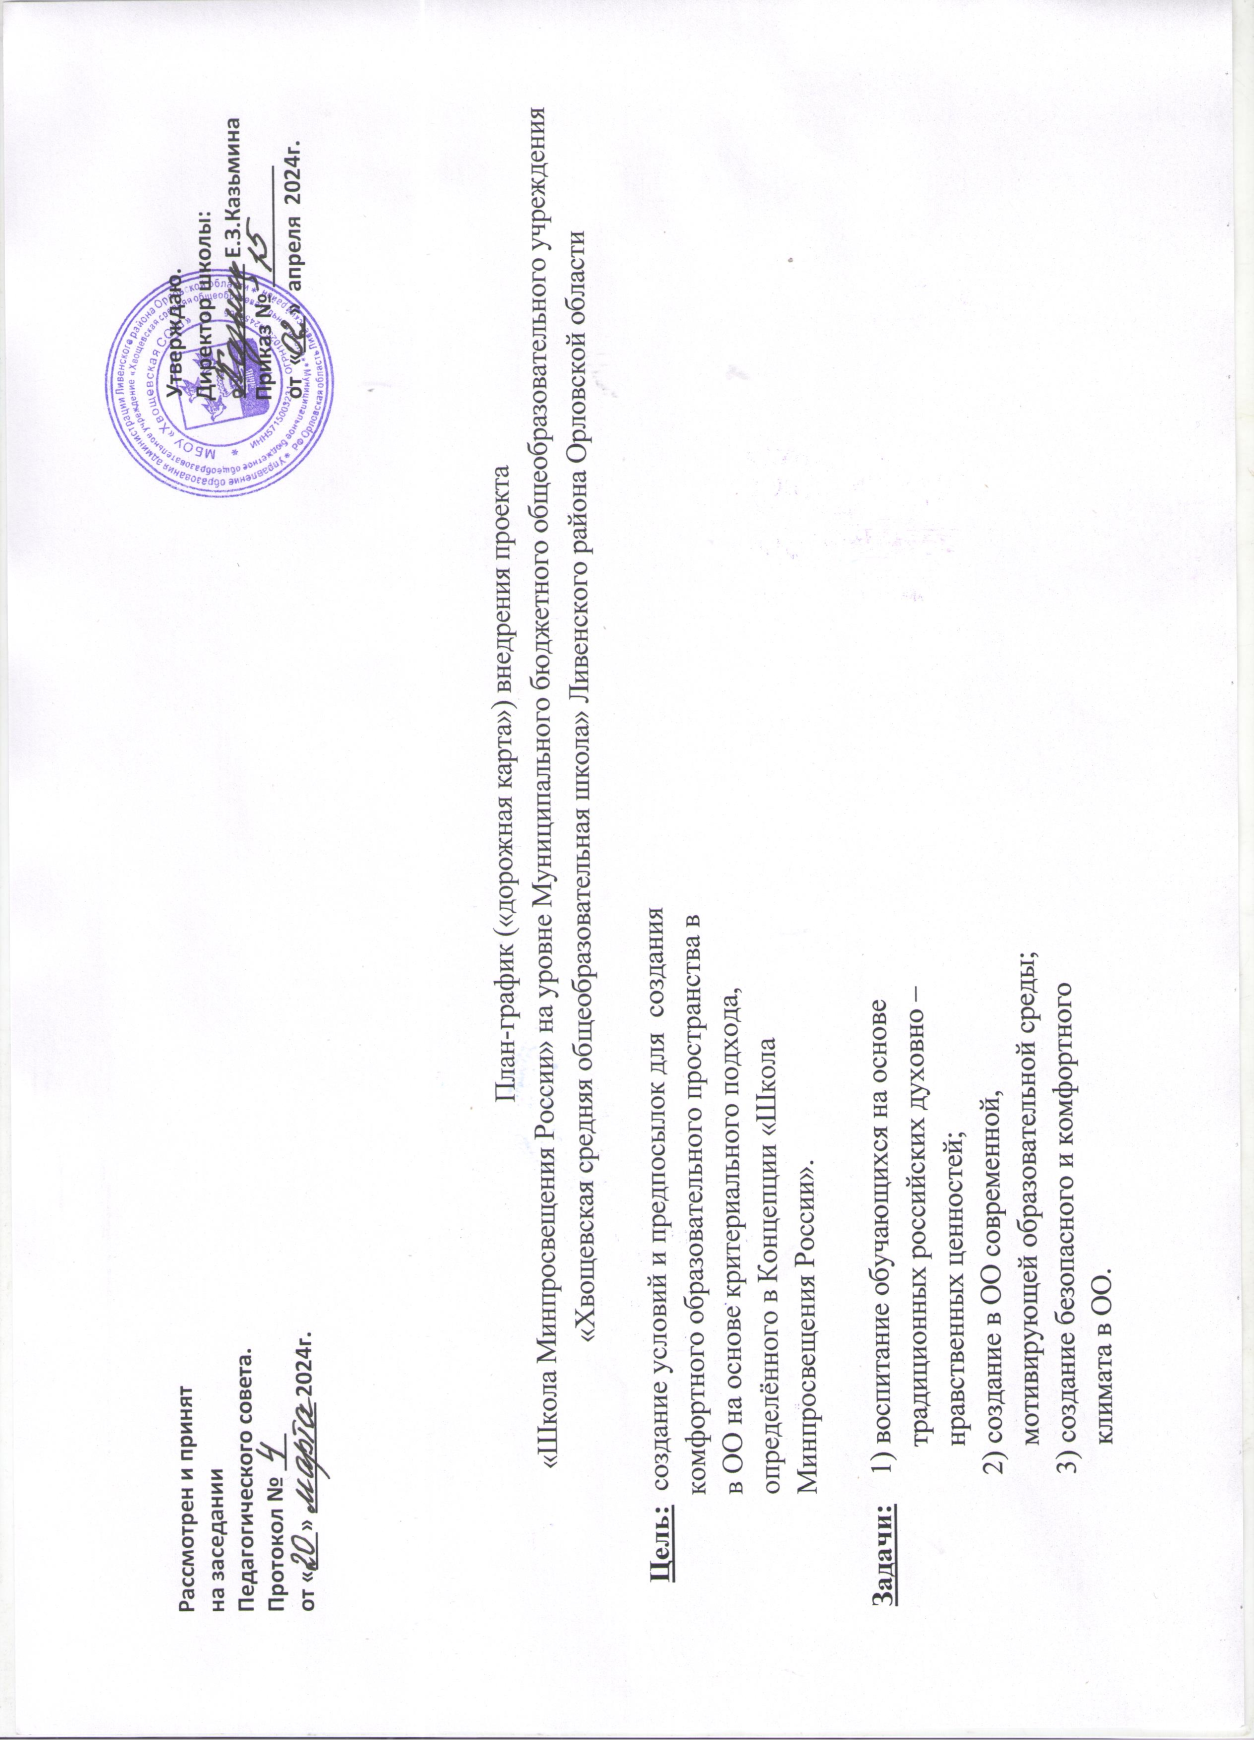 Рассмотрен и принят
на заседании
Педагогического совета.
Протокол № 4
от «20» марта 2024г.
Утверждаю.
Директор школы:
Е.З.Казьмина
Приказ №
от «02» апреля 2024г.
МБОУ «Хвощевская СОШ»
План-график («дорожная карта») внедрения проекта
«Школа Минпросвещения России» на уровне Муниципального бюджетного общеобразовательного учреждения
«Хвощевская средняя общеобразовательная школа» Ливенского района Орловской области
Цель: создание условий и предпосылок для создания
комфортного образовательного пространства в
в ОО на основе критериального подхода,
определённого в Концепции «Школа
Минпросвещения России».
Задачи: 1) воспитание обучающихся на основе
традиционных российских духовно –
нравственных ценностей;
2) создание в ОО современной,
мотивирующей образовательной среды;
3) создание безопасного и комфортного
климата в ОО.